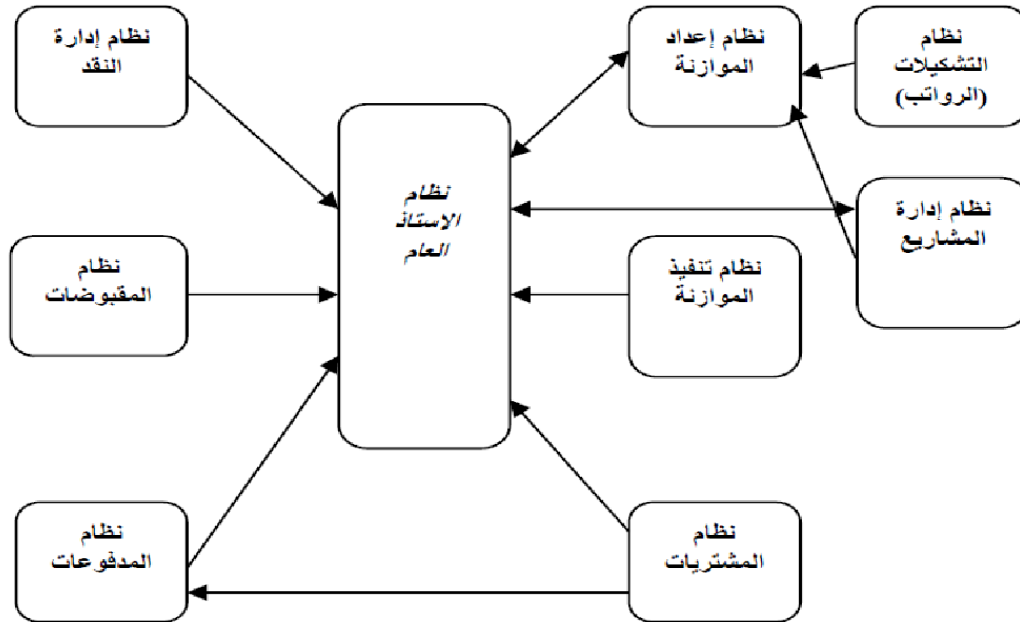 نظام إدارة
النقد
نظام إعداد
الموازنة
نظام
التشكيلات
(الرواتب)
نظام
الاستاذ
العام
نظام إدارة
المشاريع
نظام
المقبوضات
نظام تنفيذ
الموازنة
نظام
المدفوعات
نظام
المشتريات